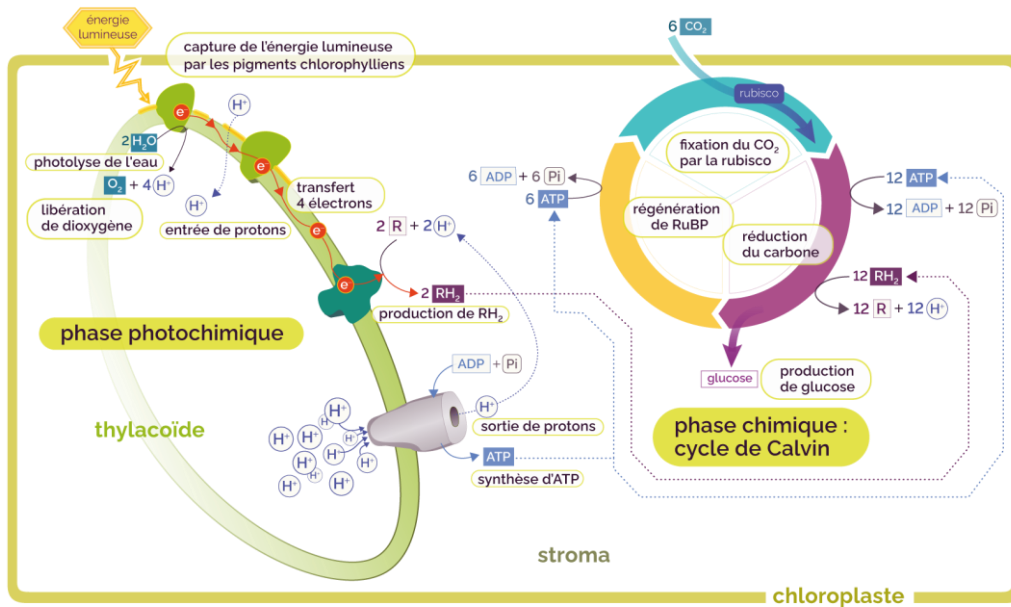 énergie
lumineuse
capture de l'énergie lumineuse
par les pigments chlorophylliens
e⁻
H⁺
2 H₂O
photolyse de l'eau
O₂ + 4 H⁺
libération
de dioxygène
H⁺
entrée de protons
e⁻
transfert
4 électrons
e⁻
2 R + 2 H⁺
e⁻
2 RH₂
production de RH₂
phase photochimique
thylacoïde
ADP + Pi
H⁺
H⁺
H⁺
H⁺
H⁺
H⁺
H⁺
H⁺
H⁺
H⁺
H⁺
H⁺
sortie de protons
ATP
synthèse d'ATP
6 CO₂
rubisco
fixation du CO₂
par la rubisco
6 ADP + 6 Pi
6 ATP
régénération
de RuBP
réduction
du carbone
12 ATP
12 ADP + 12 Pi
12 RH₂
12 R + 12 H⁺
glucose
production
de glucose
phase chimique :
cycle de Calvin
stroma
chloroplaste